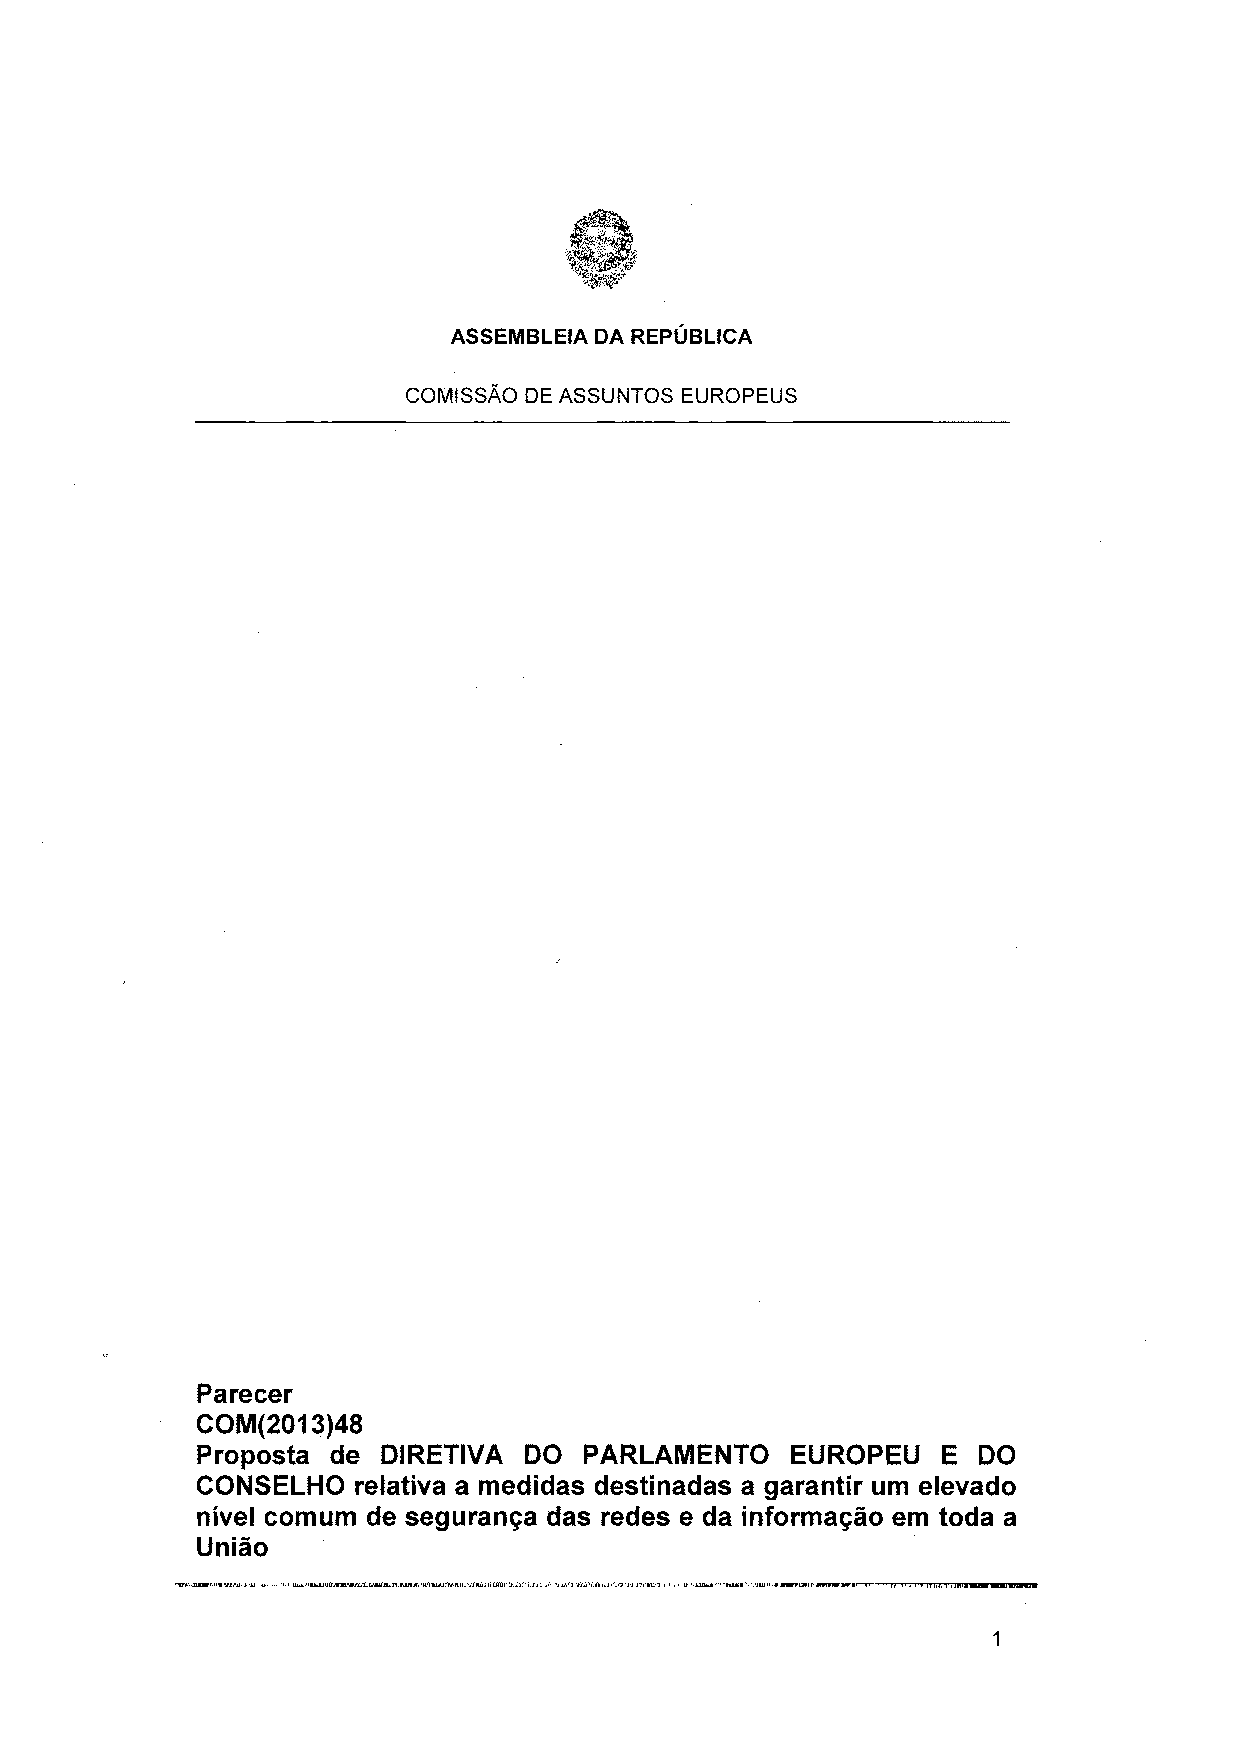 ASSEMBLEIA DA REPÚBLICA
COMISSÃO DE ASSUNTOS EUROPEUS
Parecer
COM(2013)48
Proposta de DIRETIVA DO PARLAMENTO EUROPEU E DO
CONSELHO relativa a medidas destinadas a garantir um elevado
nível comum de segurança das redes e da informação em toda a
União
1